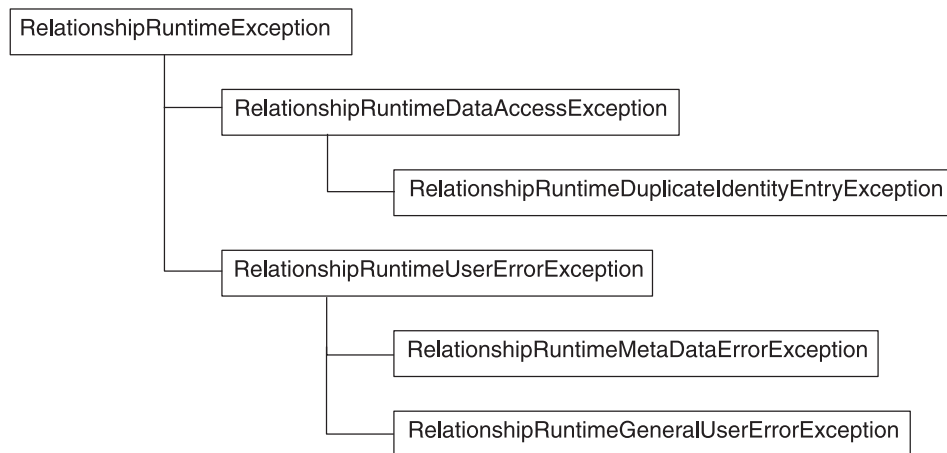 RelationshipRuntimeException
RelationshipRuntimeDataAccessException
RelationshipRuntimeDuplicateIdentityEntryException
RelationshipRuntimeUserErrorException
RelationshipRuntimeMetaDataErrorException
RelationshipRuntimeGeneralUserErrorException